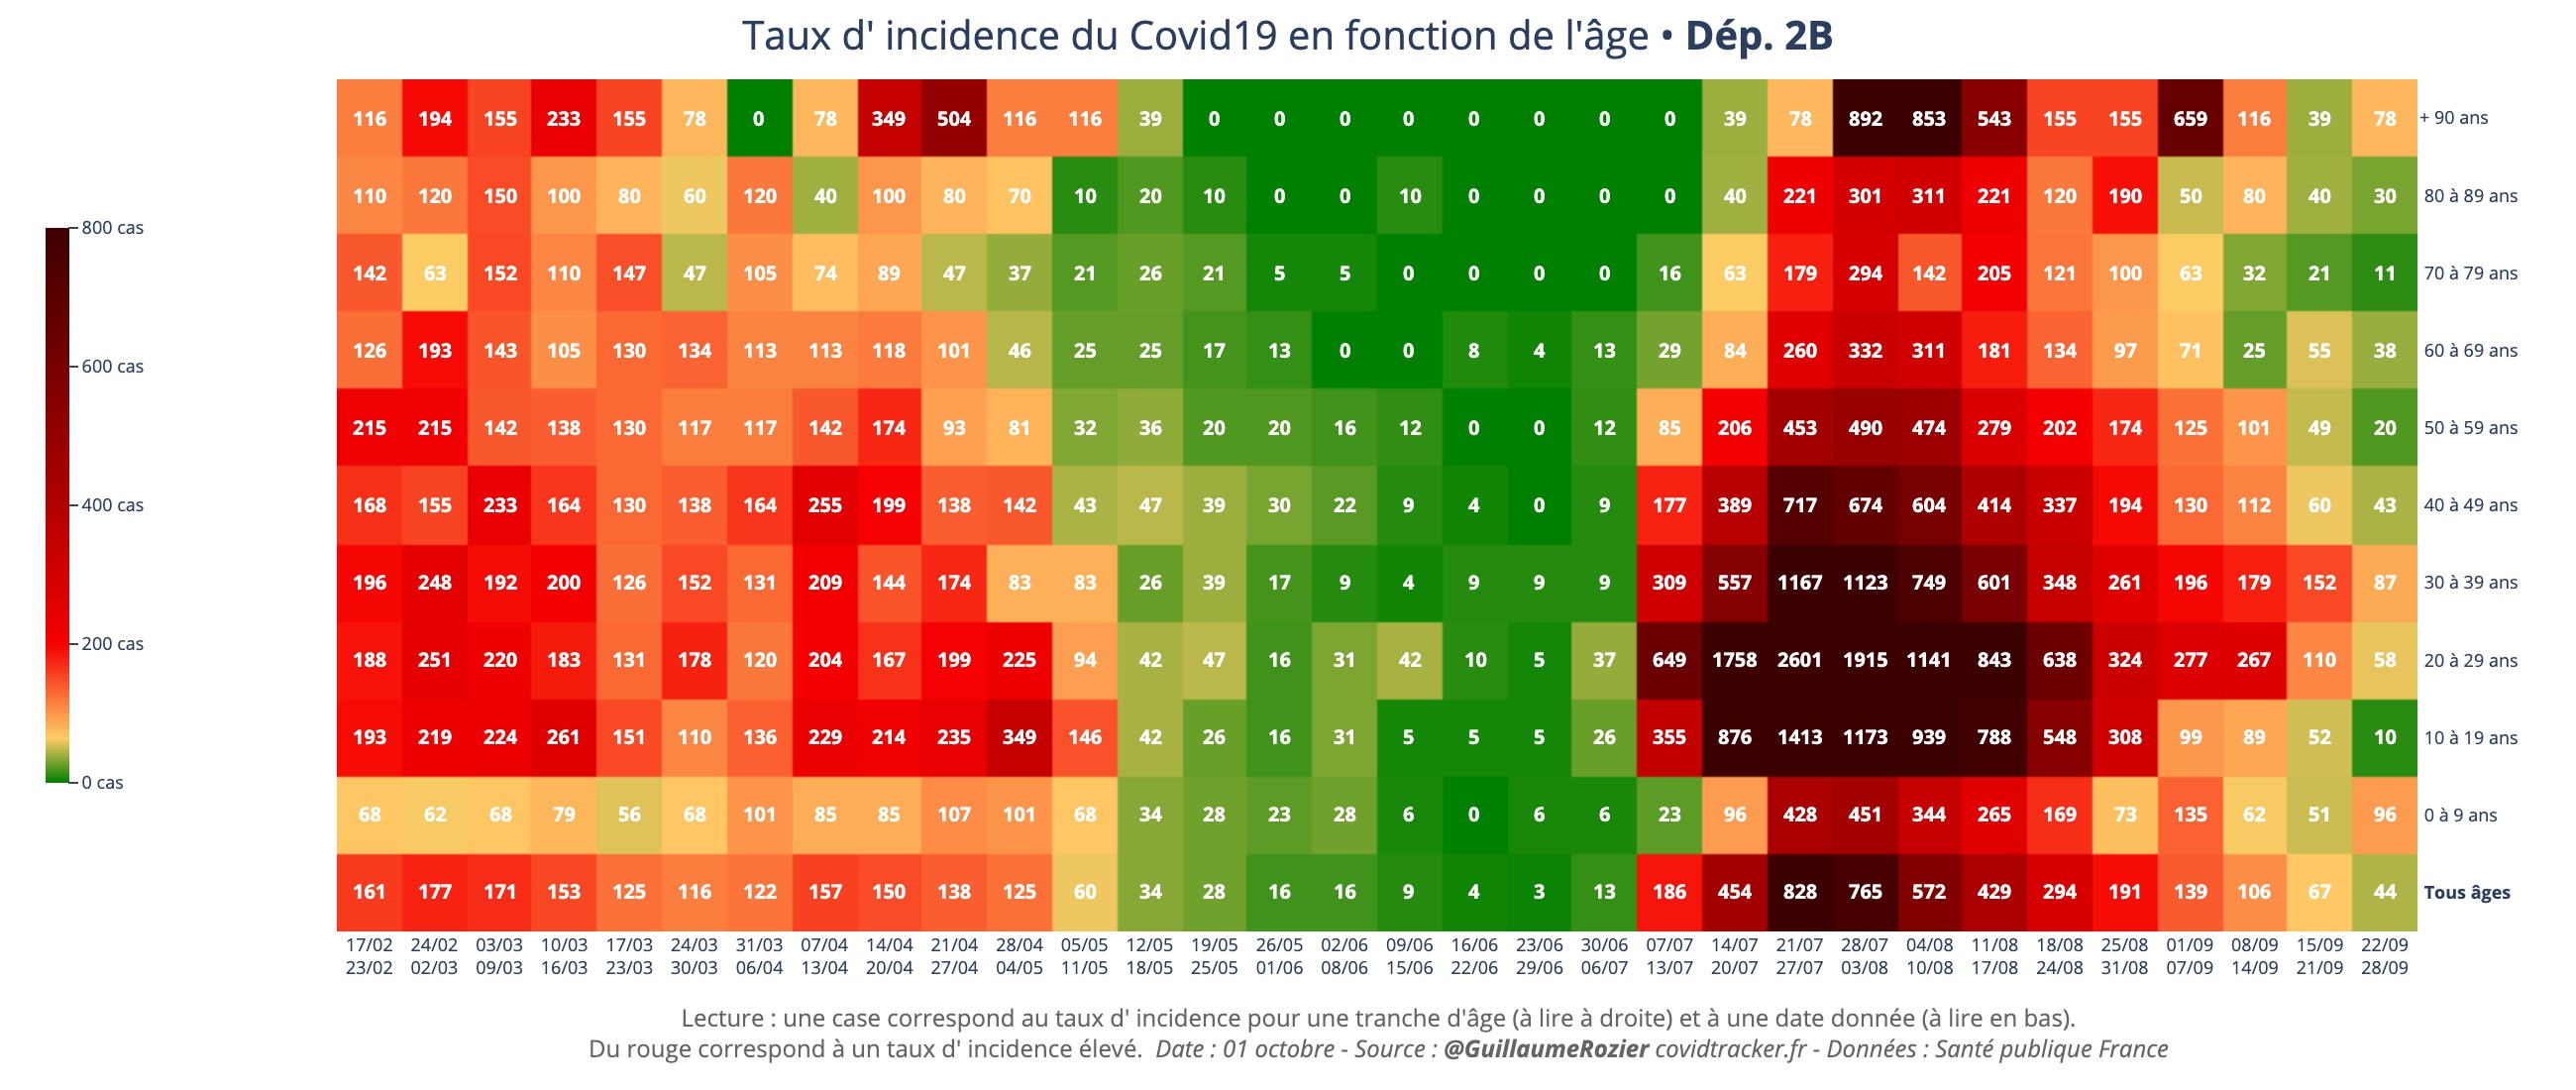 Taux d' incidence du Covid19 en fonction de l'âge • Dép. 2B
116 194 155 233 155 78 0 78 349 504 116 116 39 0 0 0 0 0 0 0 0 39 78 892 853 543 155 155 659 116 39 78 + 90 ans
110 120 150 100 80 60 120 40 100 80 70 10 20 10 0 0 10 0 0 0 0 40 221 301 311 221 120 190 50 80 40 30 80 à 89 ans
800 cas
142 63 152 110 147 47 105 74 89 47 37 21 26 21 5 5 0 0 0 0 16 63 179 294 142 205 121 100 63 32 21 11 70 à 79 ans
126 193 143 105 130 134 113 113 118 101 46 25 25 17 13 0 0 8 4 13 29 84 260 332 311 181 134 97 71 25 55 38 60 à 69 ans
600 cas
215 215 142 138 130 117 117 142 174 93 81 32 36 20 20 16 12 0 0 12 85 206 453 490 474 279 202 174 125 101 49 20 50 à 59 ans
400 cas
168 155 233 164 130 138 164 255 199 138 142 43 47 39 30 22 9 4 0 9 177 389 717 674 604 414 337 194 130 112 60 43 40 à 49 ans
196 248 192 200 126 152 131 209 144 174 83 83 26 39 17 9 4 9 9 9 309 557 1167 1123 749 601 348 261 196 179 152 87 30 à 39 ans
200 cas
188 251 220 183 131 178 120 204 167 199 225 94 42 47 16 31 42 10 5 37 649 1758 2601 1915 1141 843 638 324 277 267 110 58 20 à 29 ans
193 219 224 261 151 110 136 229 214 235 349 146 42 26 16 31 5 5 5 26 355 876 1413 1173 939 788 548 308 99 89 52 10 10 à 19 ans
0 cas
68 62 68 79 56 68 101 85 85 107 101 68 34 28 23 28 6 0 6 6 23 96 428 451 344 265 169 73 135 62 51 96 0 à 9 ans
161 177 171 153 125 116 122 157 150 138 125 60 34 28 16 16 9 4 3 13 186 454 828 765 572 429 294 191 139 106 67 44 Tous âges
17/02 24/02 03/03 10/03 17/03 24/03 31/03 07/04 14/04 21/04 28/04 05/05 12/05 19/05 26/05 02/06 09/06 16/06 23/06 30/06 07/07 14/07 21/07 28/07 04/08 11/08 18/08 25/08 01/09 08/09 15/09 22/09
23/02 02/03 09/03 16/03 23/03 30/03 06/04 13/04 20/04 27/04 04/05 11/05 18/05 25/05 01/06 08/06 15/06 22/06 29/06 06/07 13/07 20/07 27/07 03/08 10/08 17/08 24/08 31/08 07/09 14/09 21/09 28/09
Lecture : une case correspond au taux d' incidence pour une tranche d'âge (à lire à droite) et à une date donnée (à lire en bas).
Du rouge correspond à un taux d' incidence élevé. Date : 01 octobre - Source : @GuillaumeRozier covidtracker.fr - Données : Santé publique France